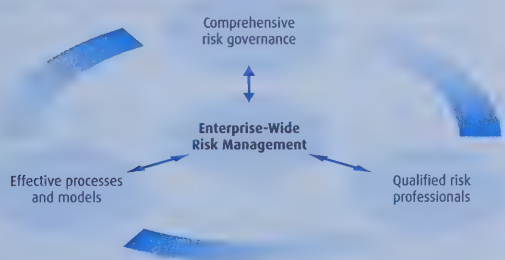 Comprehensive
risk governance
Enterprise-Wide
Risk Management
Effective processes
and models
Qualified risk
professionals